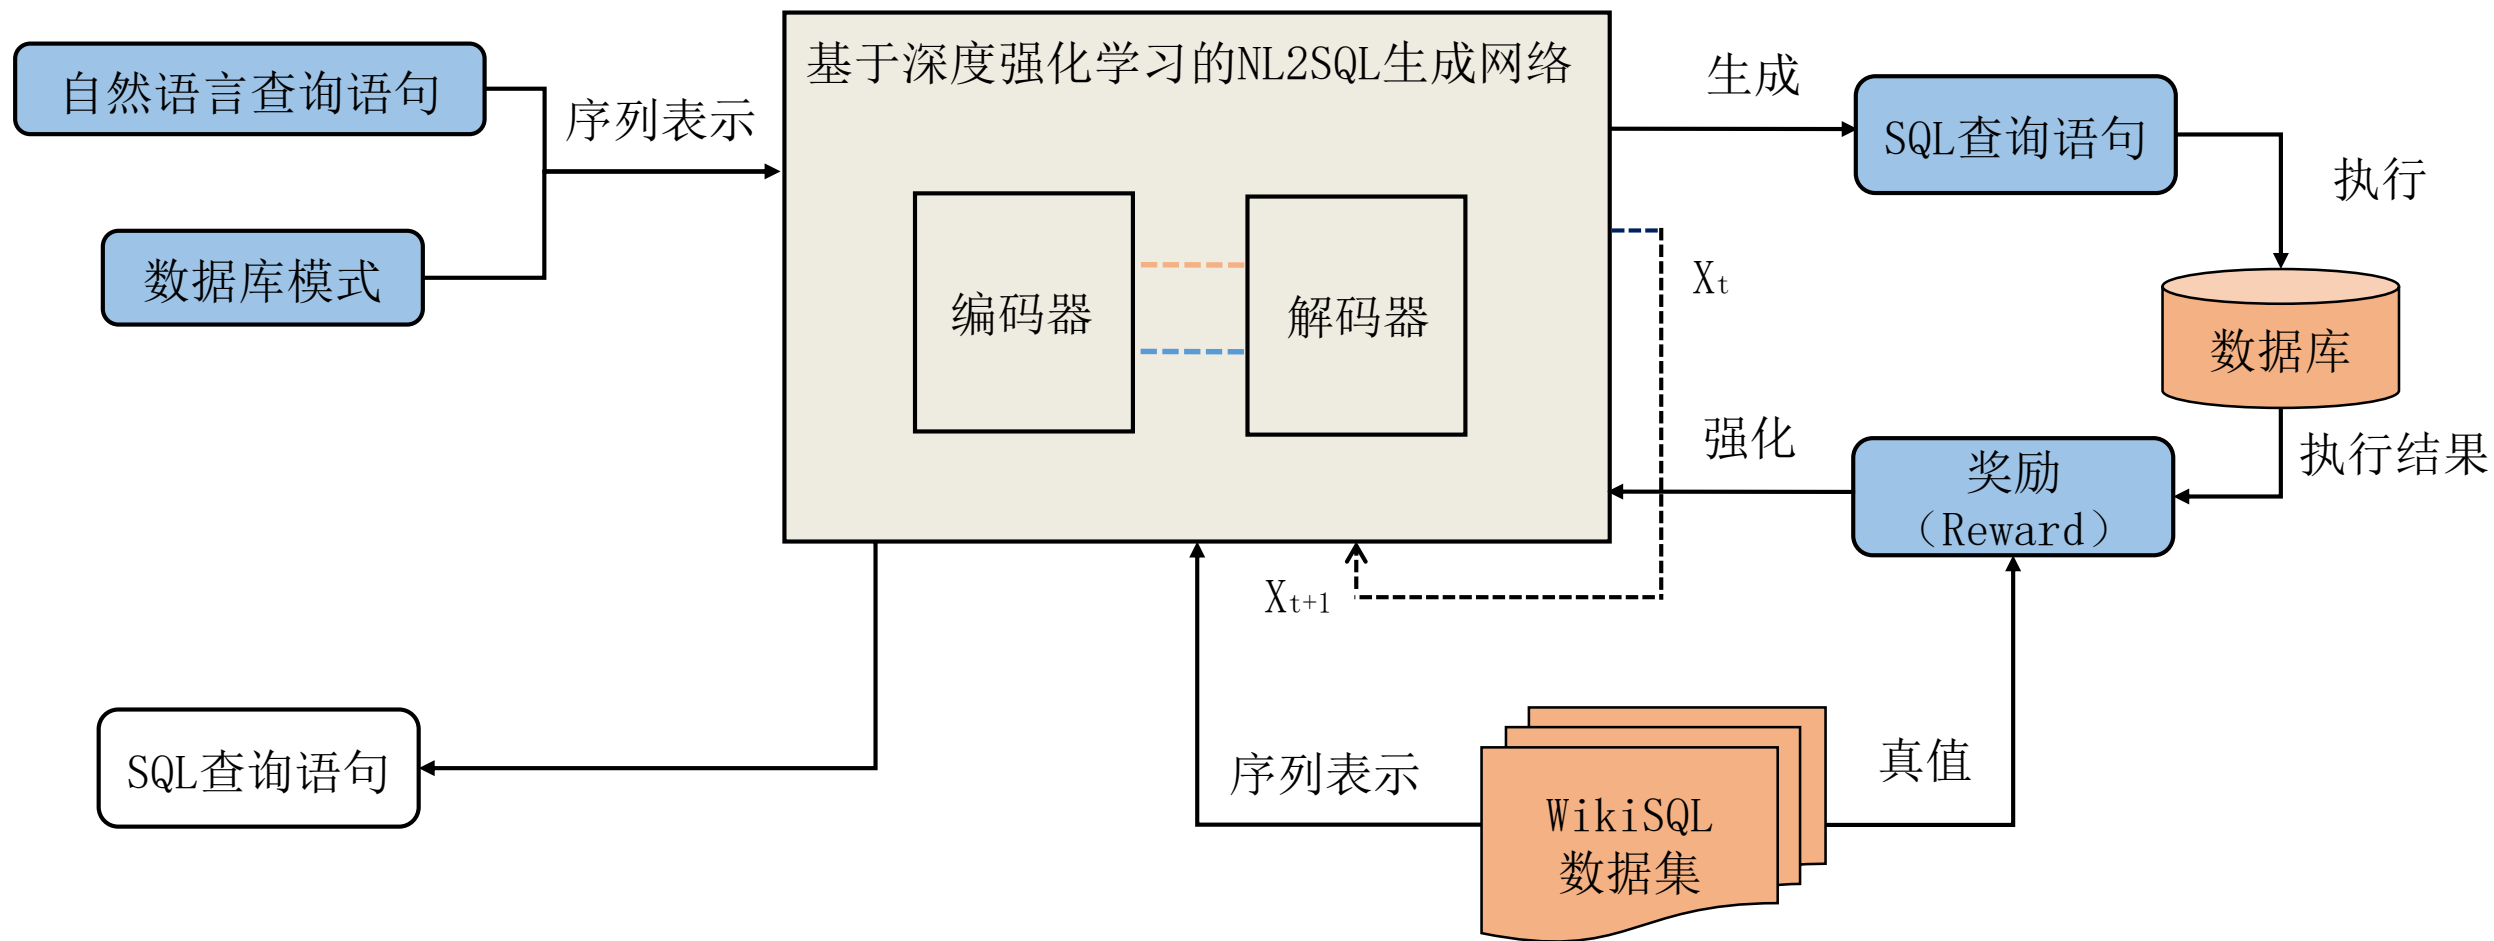 基于深度强化学习的NL2SQL生成网络
自然语言查询语句
序列表示
生成
SQL查询语句
执行
数据库模式
Xt
编码器
解码器
数据库
强化
执行结果
奖励
（Reward）
Xt+1
SQL查询语句
序列表示
真值
WikiSQL
数据集